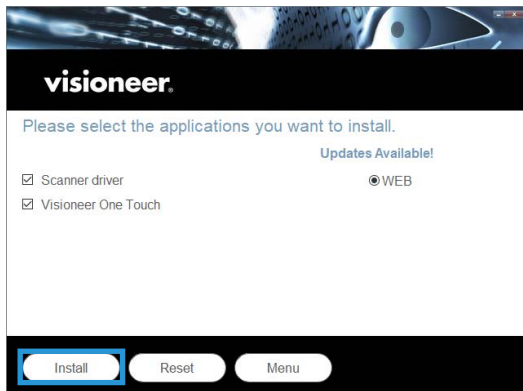 visioneer®
Please select the applications you want to install.
Updates Available!
Scanner driver
WEB
Visioneer One Touch
Install
Reset
Menu